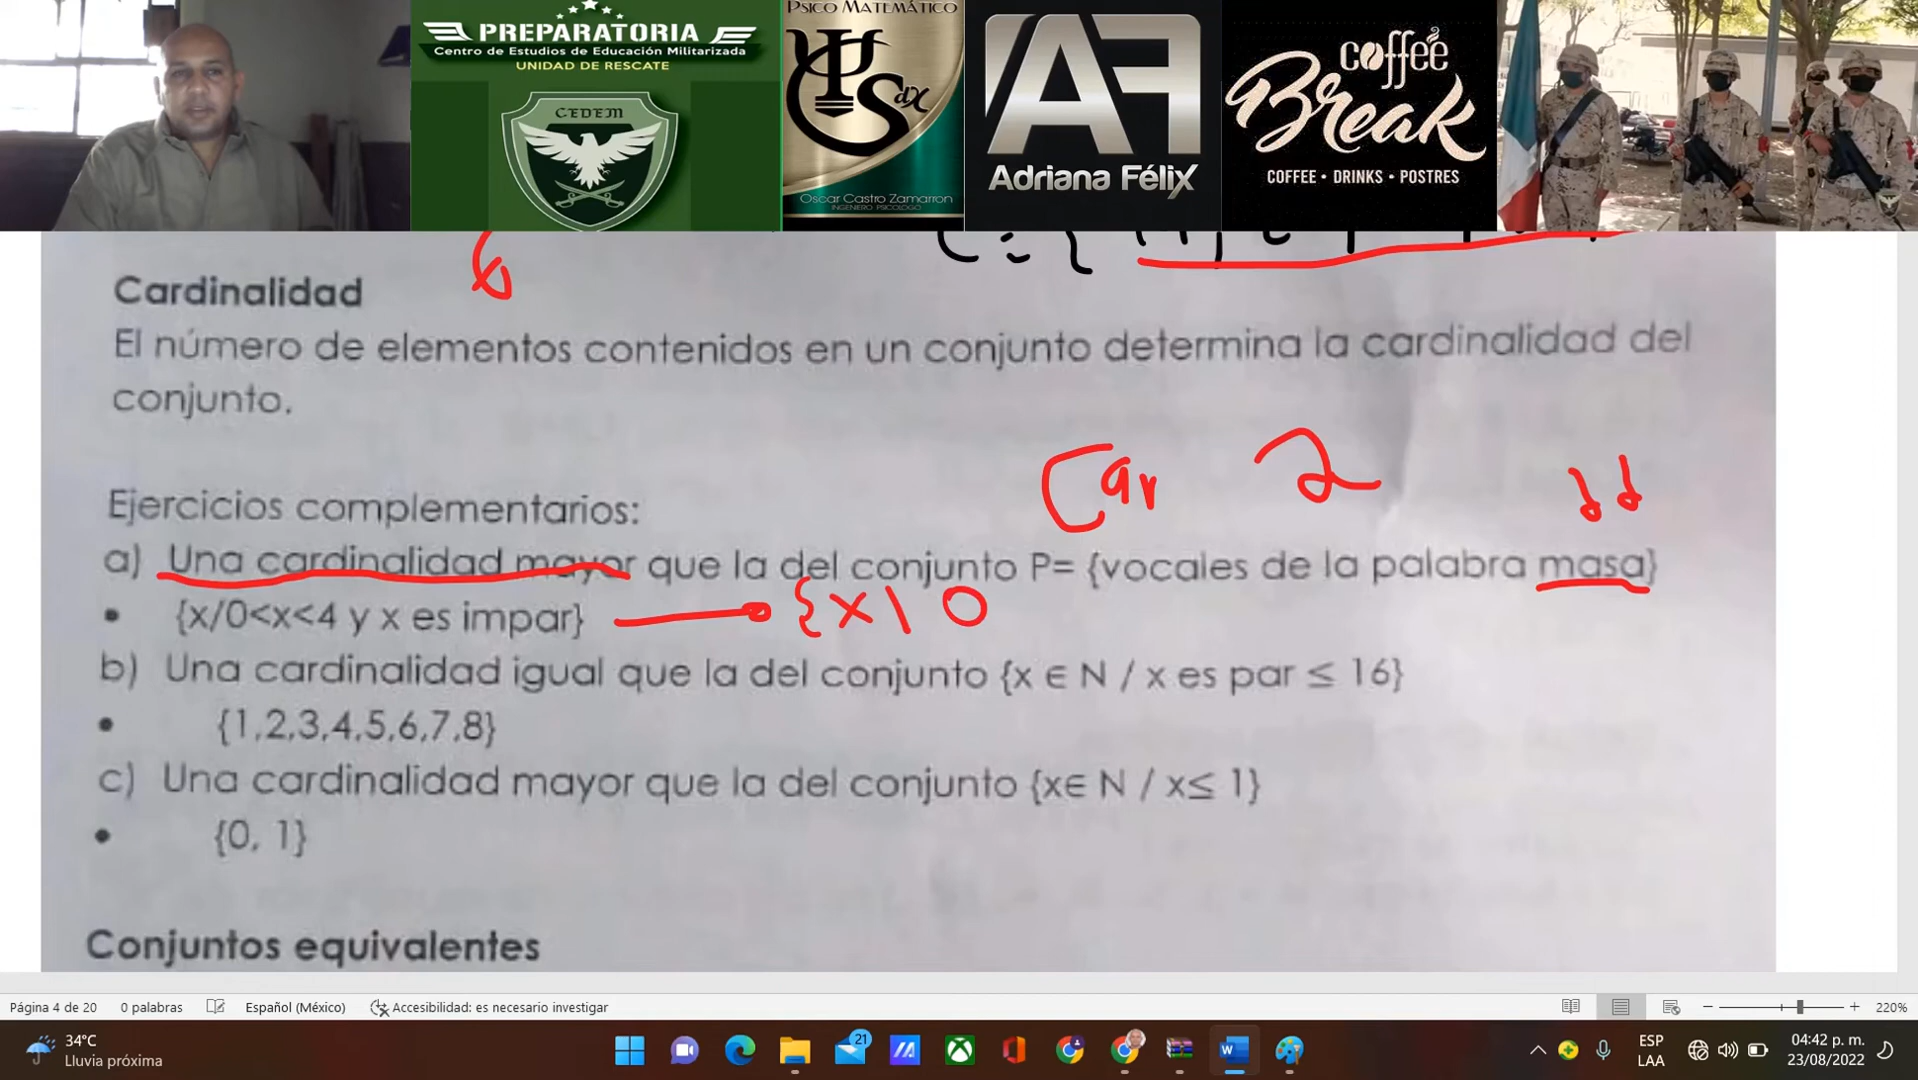 PREPARATORIA
Centro de Estudios de Educación Militarizada
UNIDAD DE RESCATE
CEDEM
PSICO MATEMÁTICO
Oscar Castro Zamarron
INGENIERO PSICOLOGO
AF
Adriana Félix
coffee
Break
COFFEE • DRINKS • POSTRES
Cardinalidad
El número de elementos contenidos en un conjunto determina la cardinalidad del
conjunto.
Car 2
Ejercicios complementarios:
a) Una cardinalidad mayor que la del conjunto P= {vocales de la palabra masa}
• {x/0<x<4 y x es impar} {x \ 0
b) Una cardinalidad igual que la del conjunto {x ∈ N / x es par ≤ 16}
• {1,2,3,4,5,6,7,8}
c) Una cardinalidad mayor que la del conjunto {x∈ N / x≤ 1}
• {0, 1}
Conjuntos equivalentes
Página 4 de 20 0 palabras Español (México) Accesibilidad: es necesario investigar 220%
34°C
Lluvia próxima
21
ESP
LAA
04:42 p. m.
23/08/2022